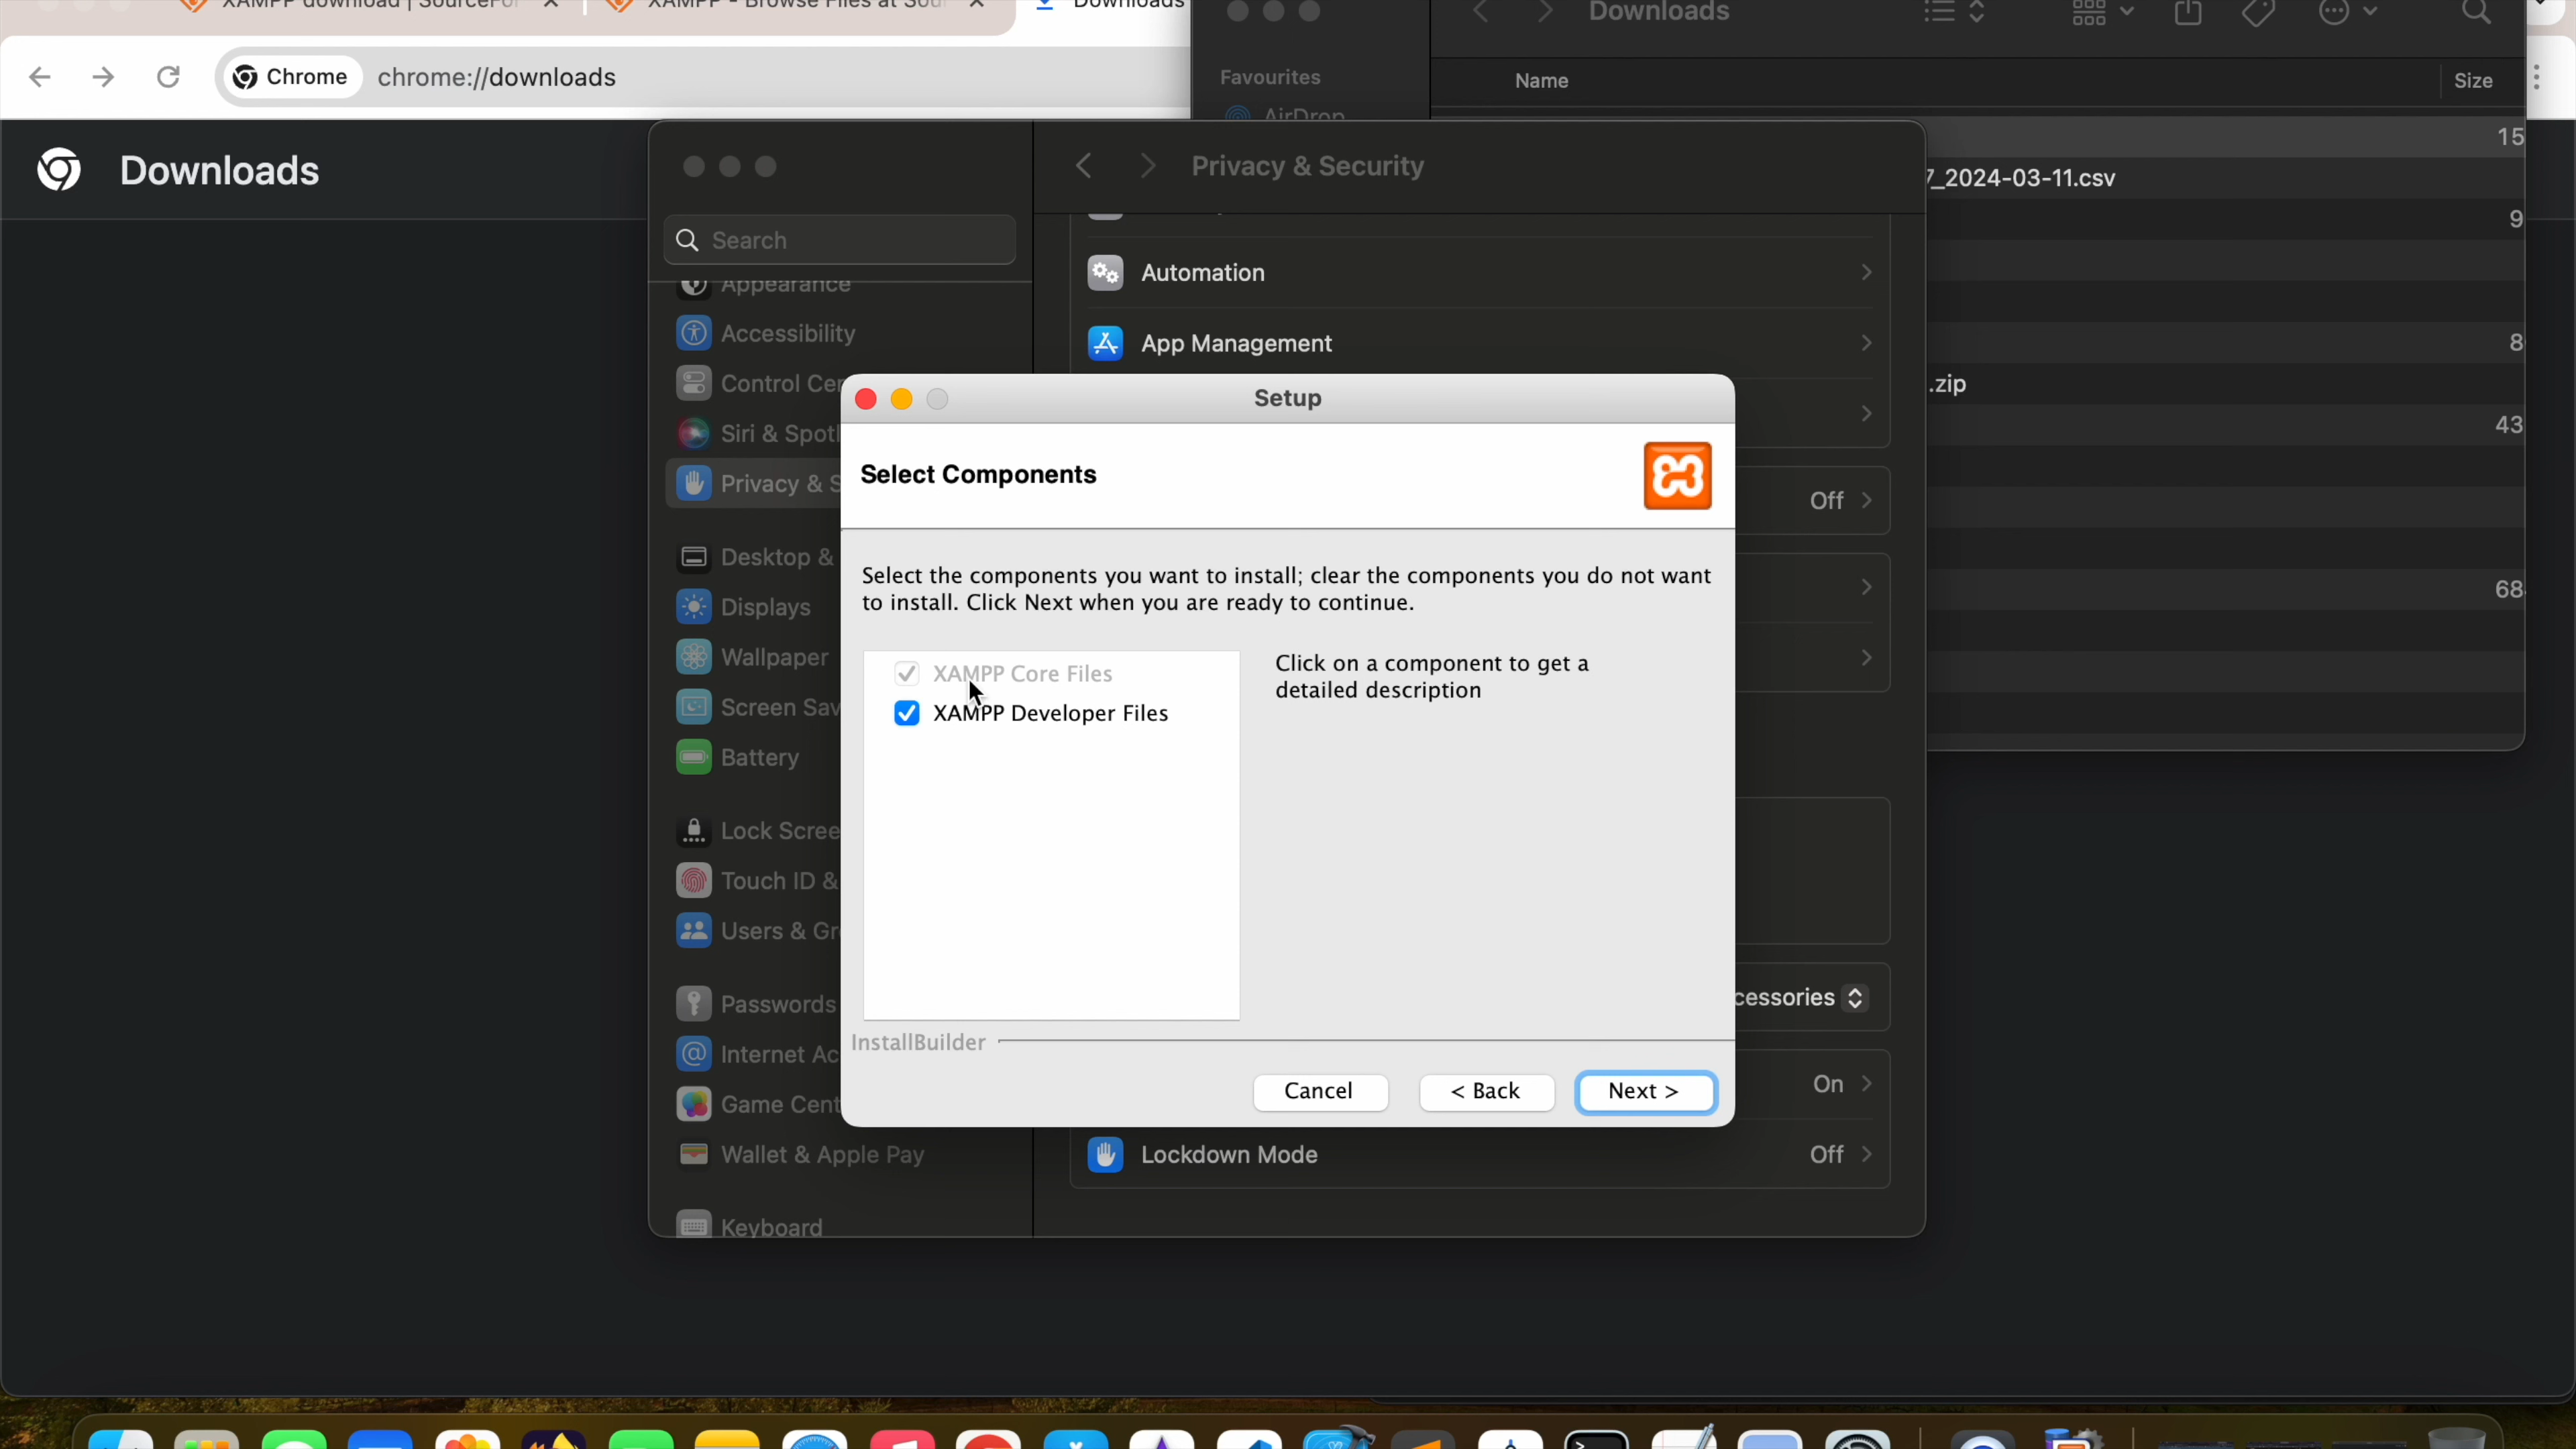 XAMPP download | SourceFor
XAMPP - Browse Files at Sour
Downloads
Chrome
chrome://downloads
Downloads
Downloads
Favourites
AirDrop
Name
Size
15
7_2024-03-11.csv
9
8
.zip
43
68
Search
Appearance
Accessibility
Control Cen
Siri & Spotl
Privacy & S
Desktop &
Displays
Wallpaper
Screen Sav
Battery
Lock Scree
Touch ID &
Users & Gr
Passwords
Internet Ac
Game Cent
Wallet & Apple Pay
Keyboard
Privacy & Security
Automation
App Management
Off
cessories
On
Lockdown Mode
Off
Setup
Select Components
Select the components you want to install; clear the components you do not want
to install. Click Next when you are ready to continue.
XAMPP Core Files
XAMPP Developer Files
Click on a component to get a
detailed description
InstallBuilder
Cancel
< Back
Next >